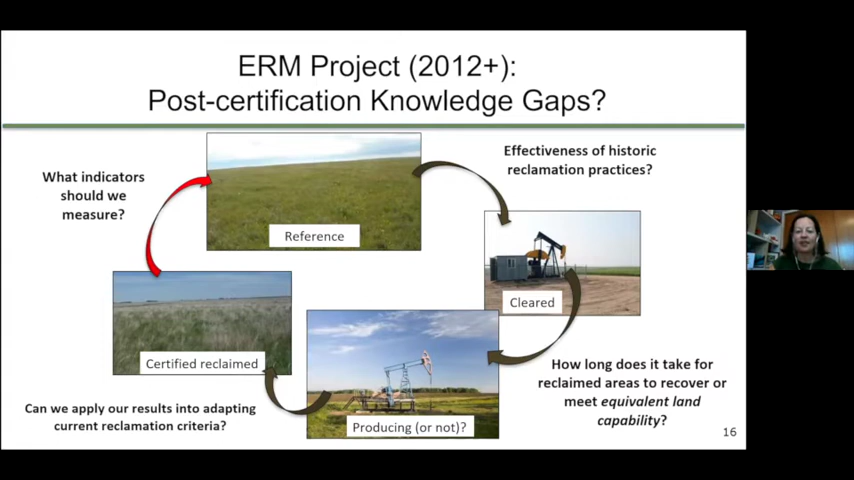 ERM Project (2012+):
Post-certification Knowledge Gaps?
What indicators
should we
measure?
Effectiveness of historic
reclamation practices?
Reference
Cleared
Certified reclaimed
Producing (or not)?
How long does it take for
reclaimed areas to recover or
meet equivalent land
capability?
Can we apply our results into adapting
current reclamation criteria?
16